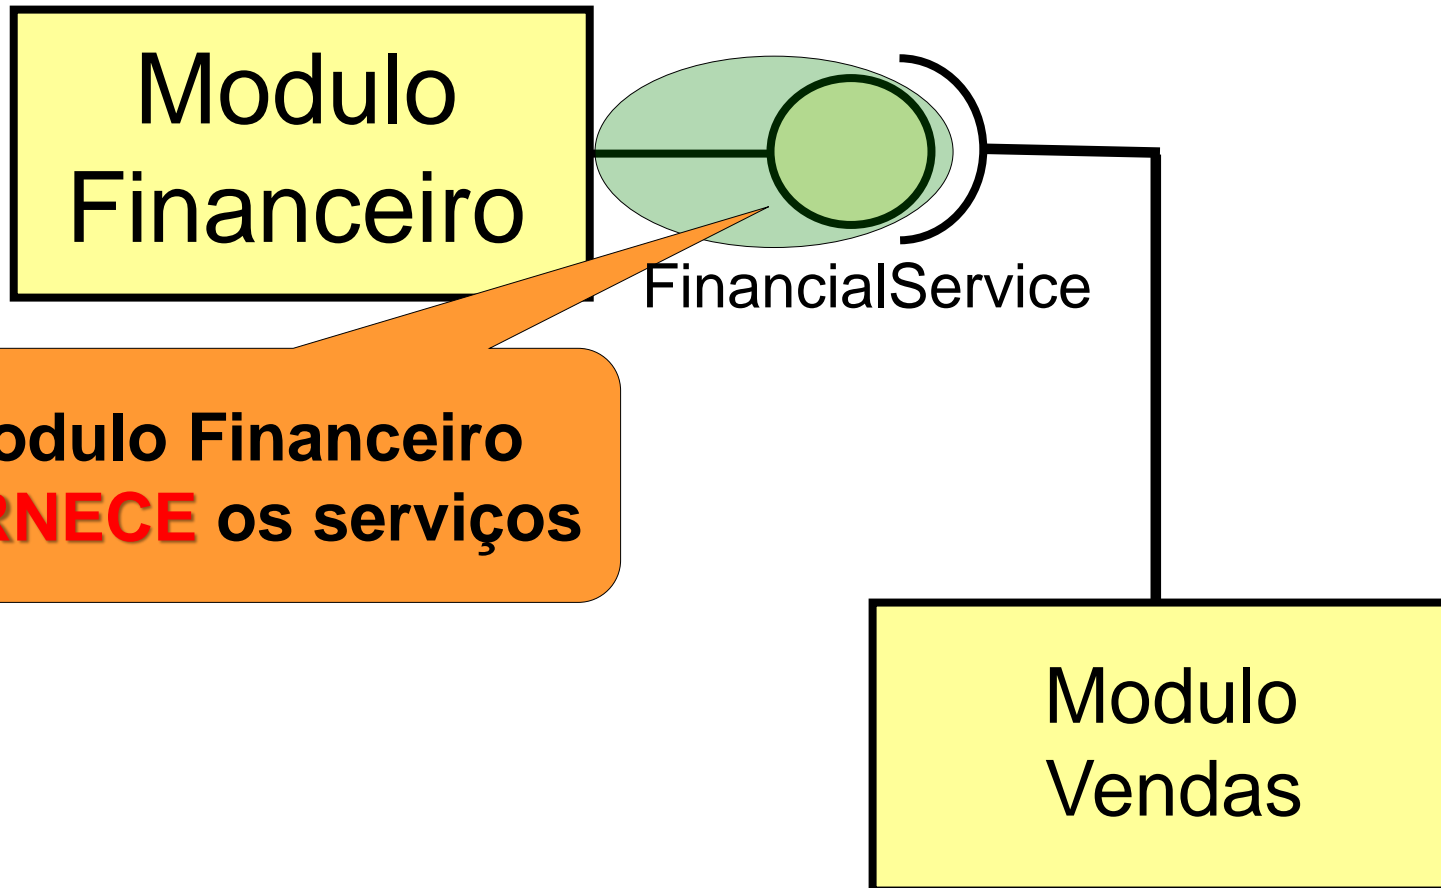 Modulo
Financeiro
FinancialService
odulo Financeiro
RNECE os serviços
Modulo
Vendas